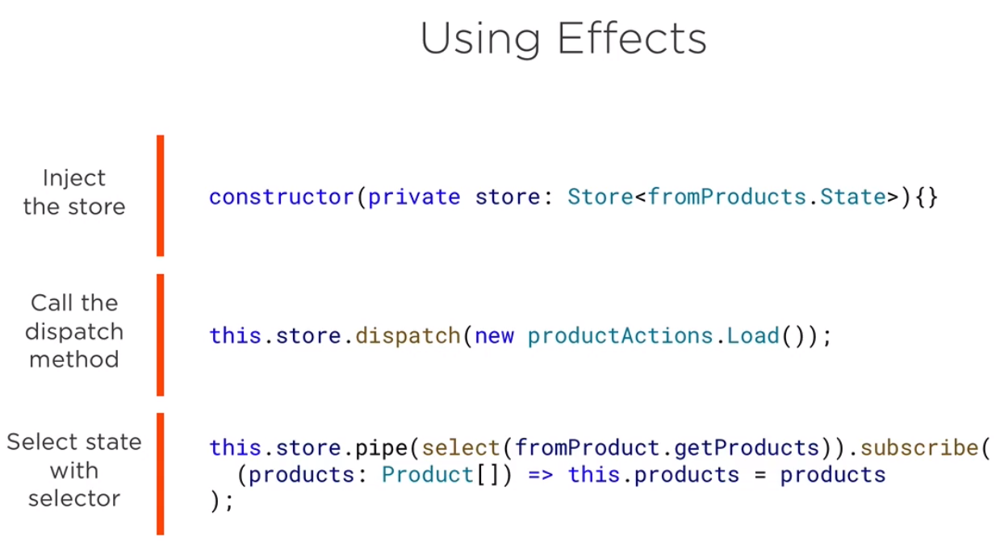 Using Effects
Inject
the store
constructor(private store: Store<fromProducts.State>){}
Call the
dispatch
method
this.store.dispatch(new productActions.Load());
Select state
with
selector
this.store.pipe(select(fromProduct.getProducts)).subscribe(
  (products: Product[]) => this.products = products
);